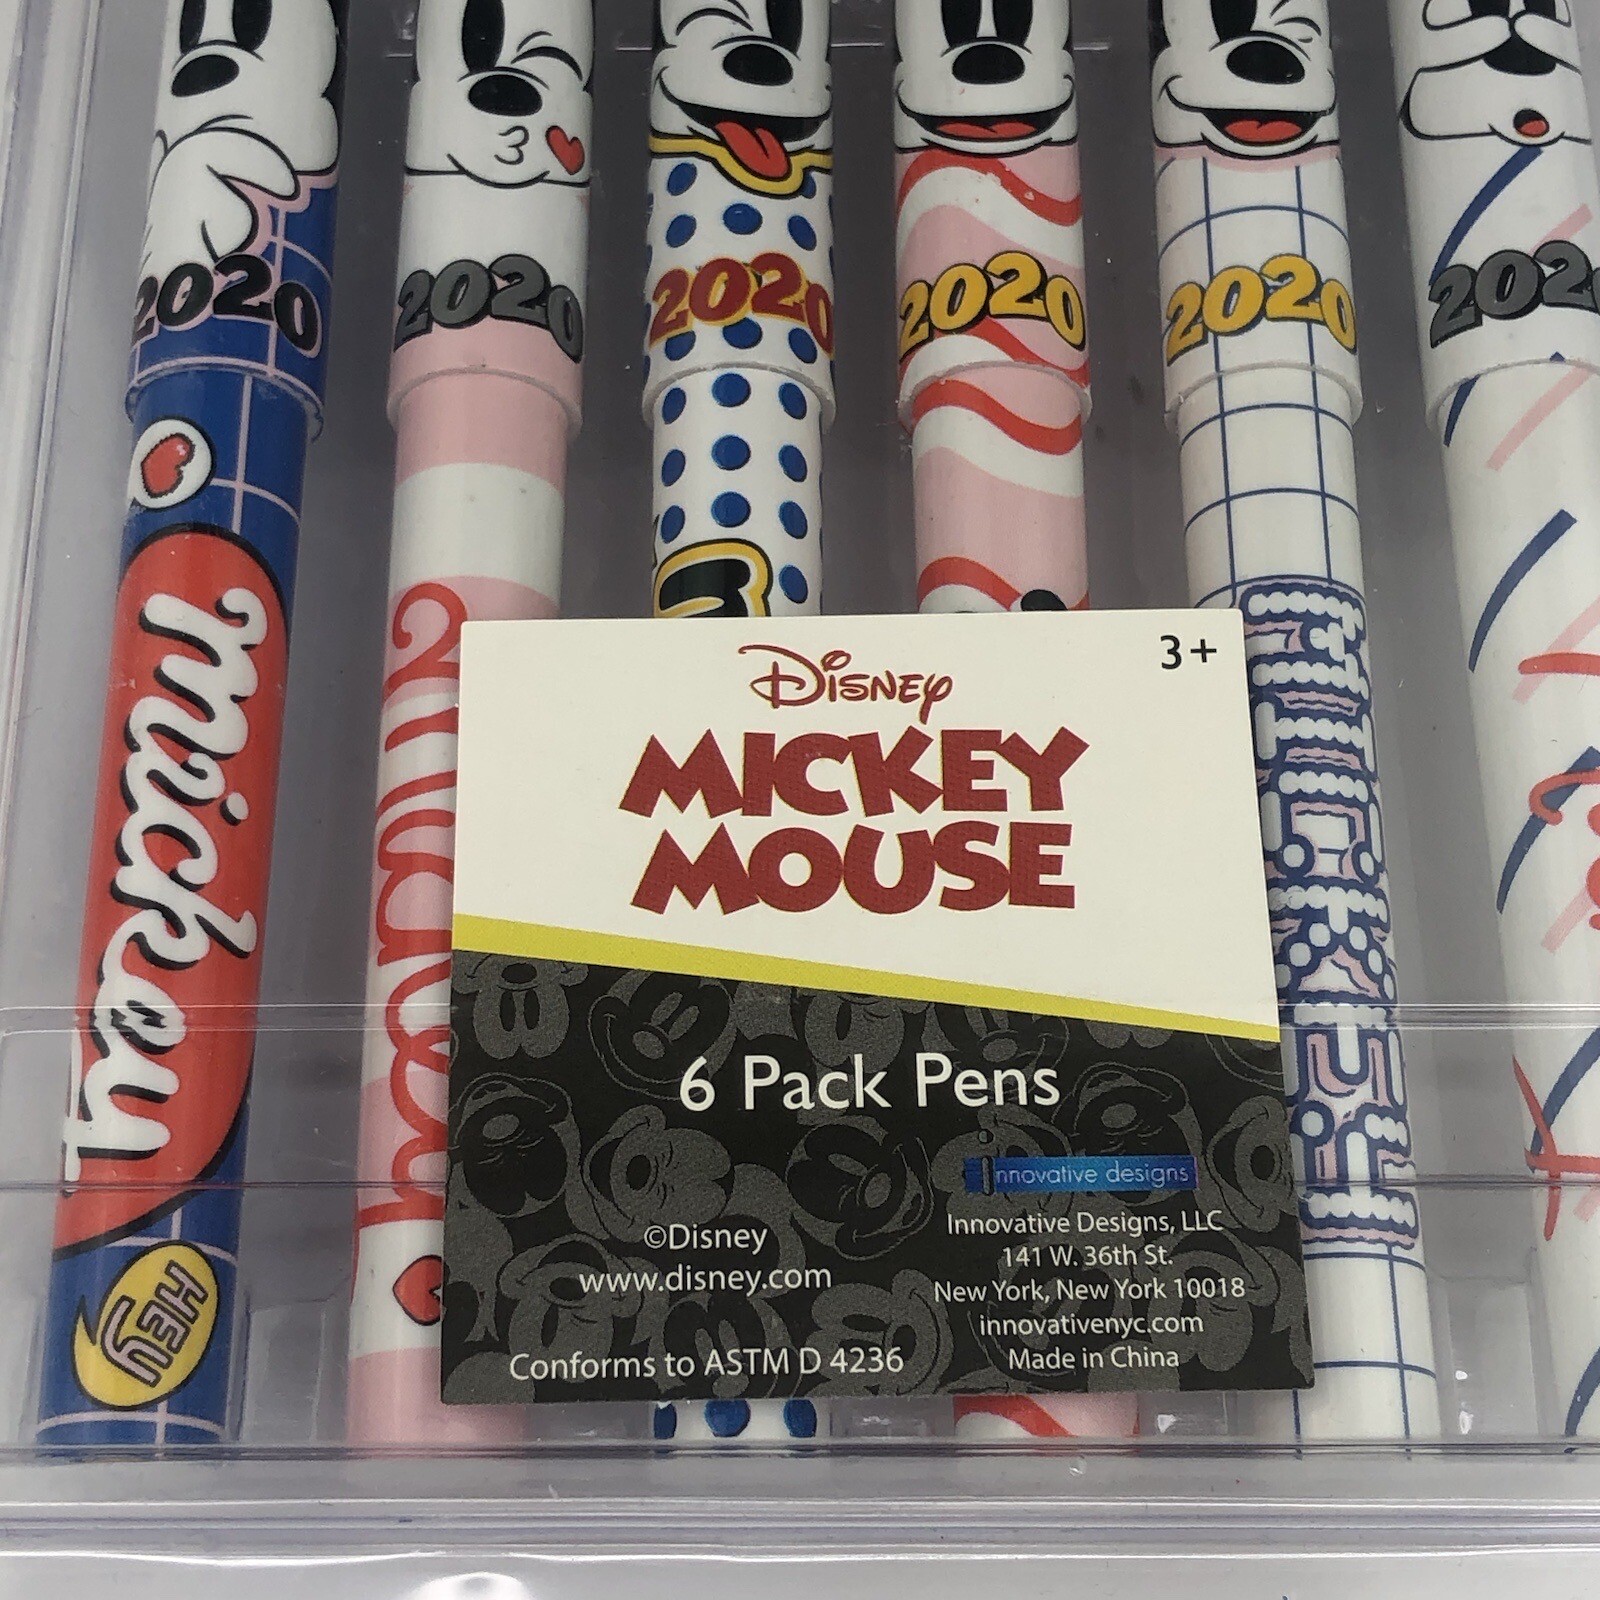 2020
2020
2020
2020
2020
202
mickey
HEY
MICKEY
DISNEY
3+
MICKEY
MOUSE
6 Pack Pens
innovative designs
©Disney
www.disney.com
Conforms to ASTM D 4236
Innovative Designs, LLC
141 W. 36th St.
New York, New York 10018
innovativenyc.com
Made in China